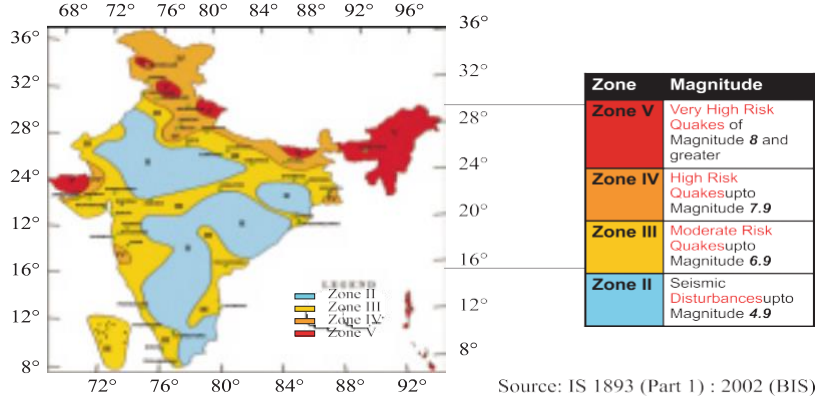 68° 76° 80° 84° 88° 92° 96°
36°
32°
28°
24°
12°
16°
12°
8°
36°
32°
28°
24°
20°
16°
12°
8°
72° 76° 80° 84° 88° 92°
LEGEND
Zone II
Zone III
Zone IV
Zone V
Zone Magnitude
Zone V Very High Risk
Quakes of
Magnitude 8 and
greater
Zone IV High Risk
Quakesupto
Magnitude 7.9
Zone III Moderate Risk
Quakesupto
Magnitude 6.9
Zone II Seismic
Disturbancesupto
Magnitude 4.9
Source: IS 1893 (Part 1) : 2002 (BIS)